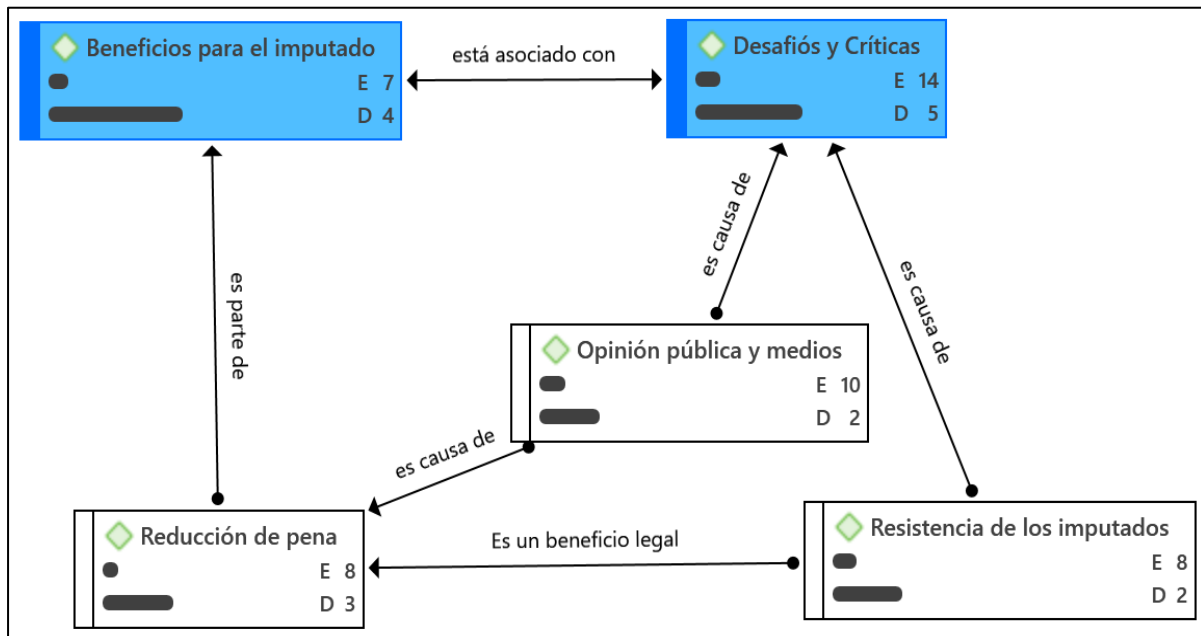 Beneficios para el imputado
E 7
D 4
está asociado con
Desafiós y Críticas
E 14
D 5
es causa de
es causa de
es parte de
Opinión pública y medios
E 10
D 2
es causa de
Reducción de pena
E 8
D 3
Es un beneficio legal
Resistencia de los imputados
E 8
D 2